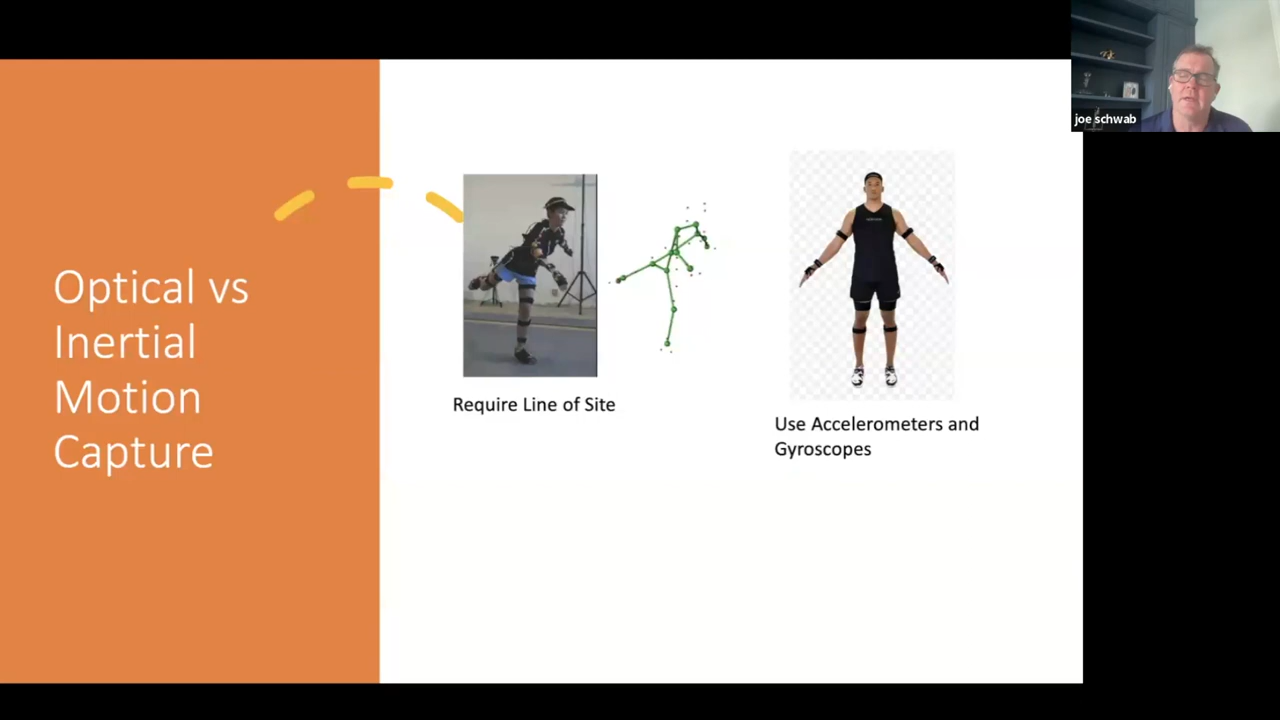 joe schwab
Optical vs
Inertial
Motion
Capture
Require Line of Site
Use Accelerometers and
Gyroscopes